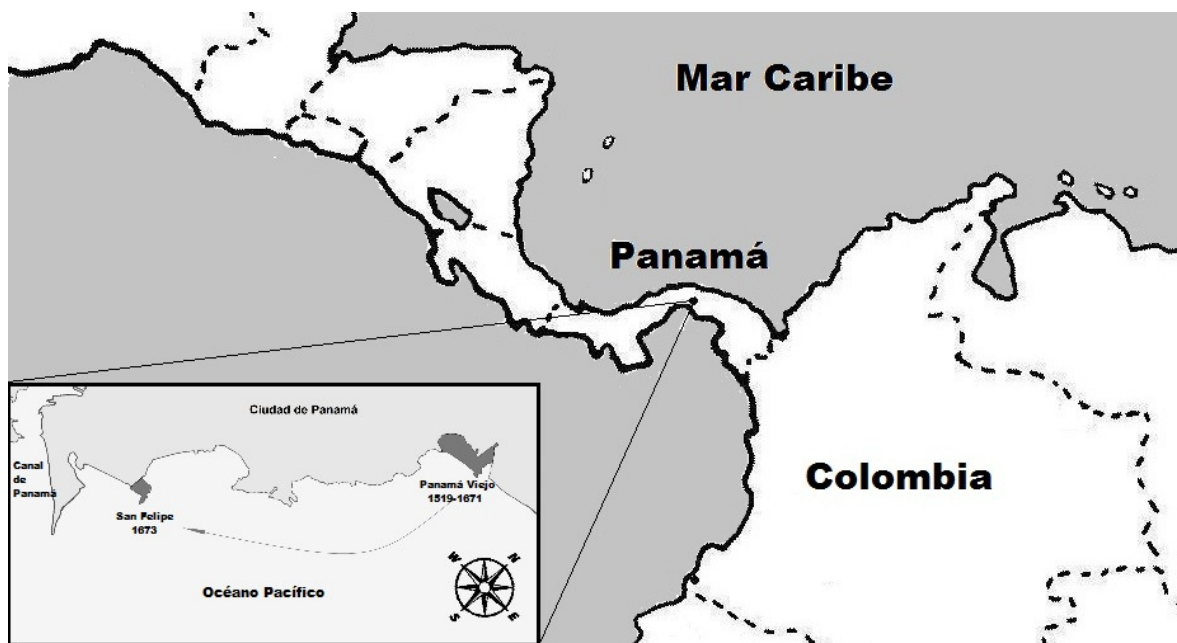 Mar Caribe
Panamá
Colombia
Ciudad de Panamá
Canal
de
Panamá
San Felipe
1673
Panamá Viejo
1519-1671
Océano Pacífico
W
N
S
E